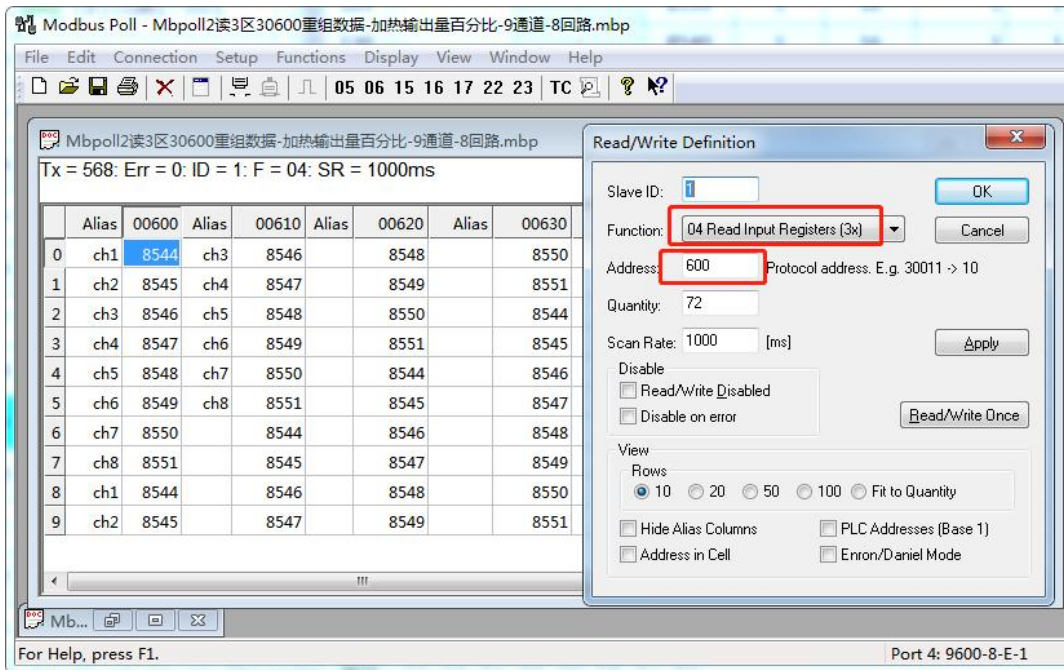 Modbus Poll - Mbpoll2读3区30600重组数据-加热输出量百分比-9通道-8回路.mbp
File Edit Connection Setup Functions Display View Window Help
05 06 15 16 17 22 23 TC
Mbpoll2读3区30600重组数据-加热输出量百分比-9通道-8回路.mbp
Tx = 568: Err = 0: ID = 1: F = 04: SR = 1000ms
Alias 00600 Alias 00610 Alias 00620 Alias 00630
0 ch1 8544 ch3 8546 8548 8550
1 ch2 8545 ch4 8547 8549 8551
2 ch3 8546 ch5 8548 8550 8544
3 ch4 8547 ch6 8549 8551 8545
4 ch5 8548 ch7 8550 8544 8546
5 ch6 8549 ch8 8551 8545 8547
6 ch7 8550 8544 8546 8548
7 ch8 8551 8545 8547 8549
8 ch1 8544 8546 8548 8550
9 ch2 8545 8547 8549 8551
Read/Write Definition
Slave ID: 1 OK
Function: 04 Read Input Registers (3x) Cancel
Address: 600 Protocol address. E.g. 30011 -> 10
Quantity: 72
Scan Rate: 1000 [ms] Apply
Disable
Read/Write Disabled
Disable on error Read/Write Once
View
Rows
10 20 50 100 Fit to Quantity
Hide Alias Columns PLC Addresses (Base 1)
Address in Cell Enron/Daniel Mode
Mb...
For Help, press F1. Port 4: 9600-8-E-1